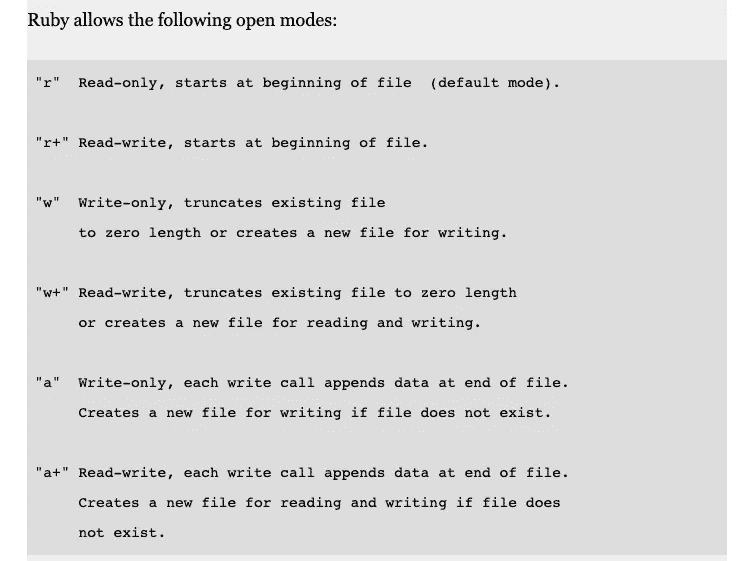 Ruby allows the following open modes:
"r" Read-only, starts at beginning of file (default mode).
"r+" Read-write, starts at beginning of file.
"w" Write-only, truncates existing file
to zero length or creates a new file for writing.
"w+" Read-write, truncates existing file to zero length
or creates a new file for reading and writing.
"a" Write-only, each write call appends data at end of file.
Creates a new file for writing if file does not exist.
"a+" Read-write, each write call appends data at end of file.
Creates a new file for reading and writing if file does
not exist.